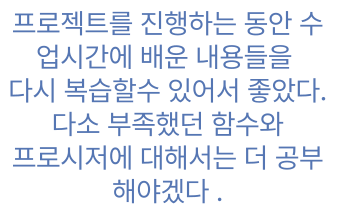 프로젝트를 진행하는 동안 수
업시간에 배운 내용들을
다시 복습할수 있어서 좋았다.
다소 부족했던 함수와
프로시저에 대해서는 더 공부
해야겠다 .